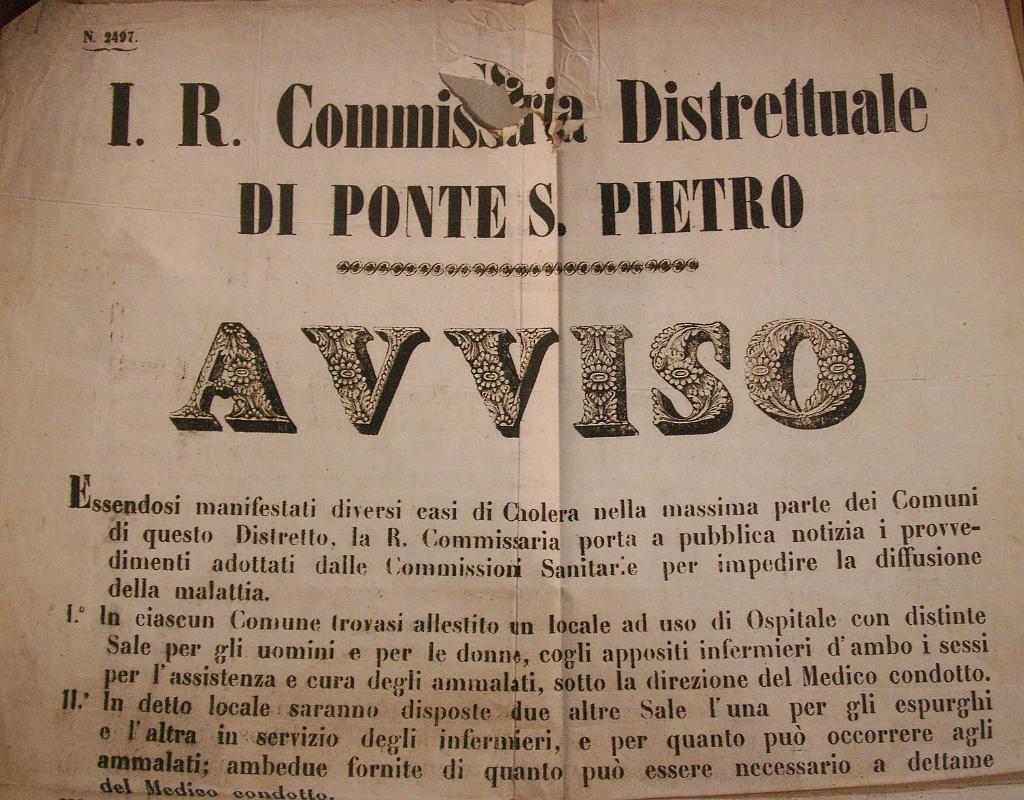 N. 2497.
I. R. Commissaria Distrettuale
DI PONTE S. PIETRO
AVVISO
Essendosi manifestati diversi casi di Cholera nella massima parte dei Comuni
di questo Distretto, la R. Commissaria porta a pubblica notizia i provve-
dimenti adottati dalle Commissioni Sanitarie per impedire la diffusione
della malattia.
I.° In ciascun Comune trovasi allestito un locale ad uso di Ospitale con distinte
Sale per gli uomini e per le donne, cogli appositi infermieri d'ambo i sessi
per l'assistenza e cura degli ammalati, sotto la direzione del Medico condotto.
II.° In detto locale saranno disposte due altre Sale l'una per gli espurghi
e l'altra in servizio degli infermieri, e per quanto può occorrere agli
ammalati; ambedue fornite di quanto può essere necessario a dettame
del Medico condotto.